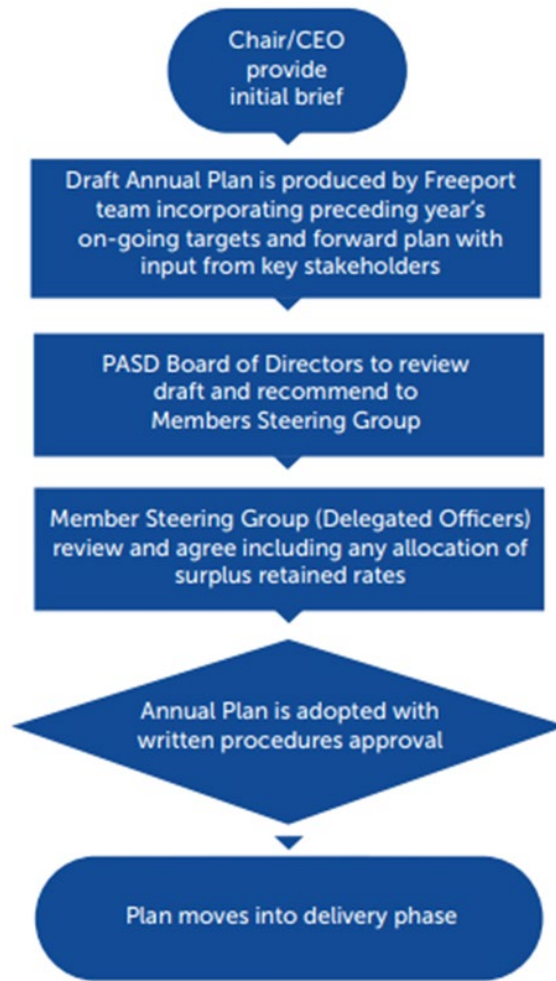 Chair/CEO
provide
initial brief
Draft Annual Plan is produced by Freeport
team incorporating preceding year's
on-going targets and forward plan with
input from key stakeholders
PASD Board of Directors to review
draft and recommend to
Members Steering Group
Member Steering Group (Delegated Officers)
review and agree including any allocation of
surplus retained rates
Annual Plan is adopted with
written procedures approval
Plan moves into delivery phase